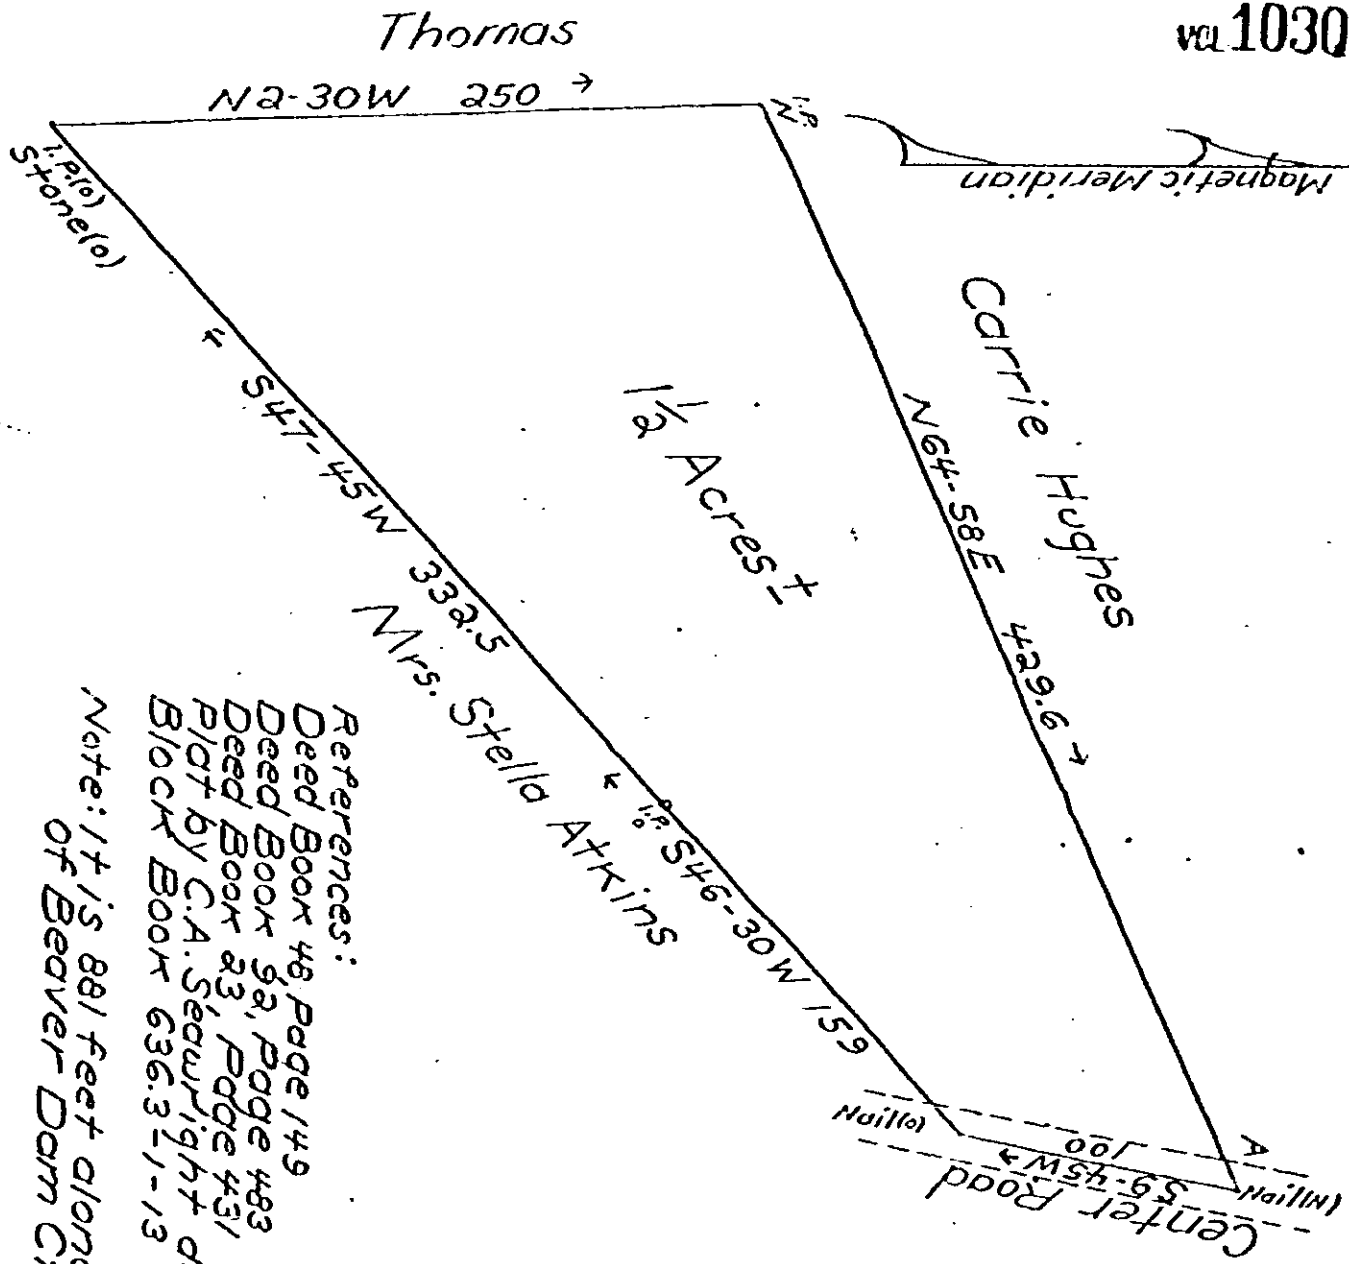 VOL 1030
Thomas
N2-30W 250 →
I.P.
I.P.(o)
Stone(o)
Magnetic Meridian
Carrie Hughes
N64-58E 429.6 →
1½ Acres ±
← S47-45W 332.5
Mrs. Stella Atkins
← I.P. S46-30W 159
o
Nail(o)
100
S9-45W →
A
Nail(N)
Center Road
References:
Deed Book 48, Page 149
Deed Book 92, Page 483
Deed Book 23, Page 431
Plat by C.A. Seawright d
Block Book 636.3-1-13
Note: It is 881 feet along
of Beaver Dam C